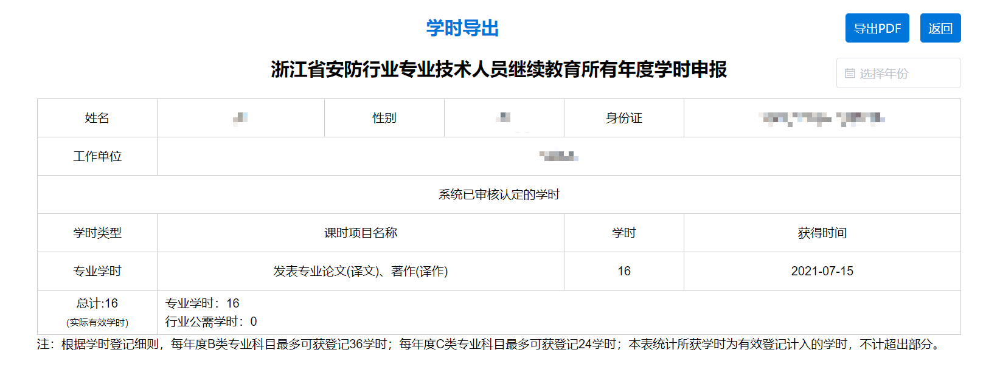 学时导出
导出PDF
返回
浙江省安防行业专业技术人员继续教育所有年度学时申报
选择年份
姓名
性别
身份证
工作单位
系统已审核认定的学时
学时类型
课时项目名称
学时
获得时间
专业学时
发表专业论文(译文)、著作(译作)
16
2021-07-15
总计:16
(实际有效学时)
专业学时：16
行业公需学时：0
注：根据学时登记细则，每年度B类专业科目最多可获登记36学时；每年度C类专业科目最多可获登记24学时；本表统计所获学时为有效登记计入的学时，不计超出部分。